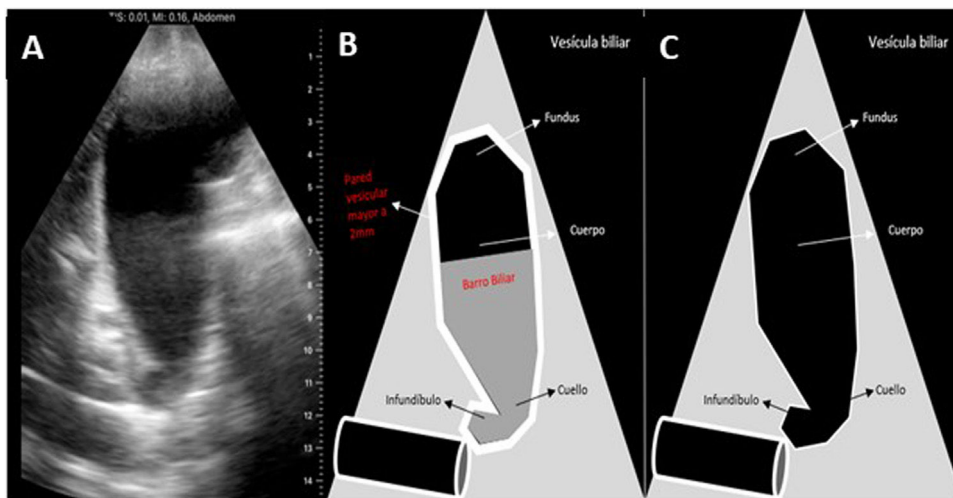 TIS: 0.01, MI: 0.16, Abdomen
A
1
2
3
4
5
6
7
8
9
10
11
12
13
14
B
Vesícula biliar
Fundus
Pared
vesicular
mayor a
2mm
Cuerpo
Barro Biliar
Infundíbulo
Cuello
C
Vesícula biliar
Fundus
Cuerpo
Infundíbulo
Cuello